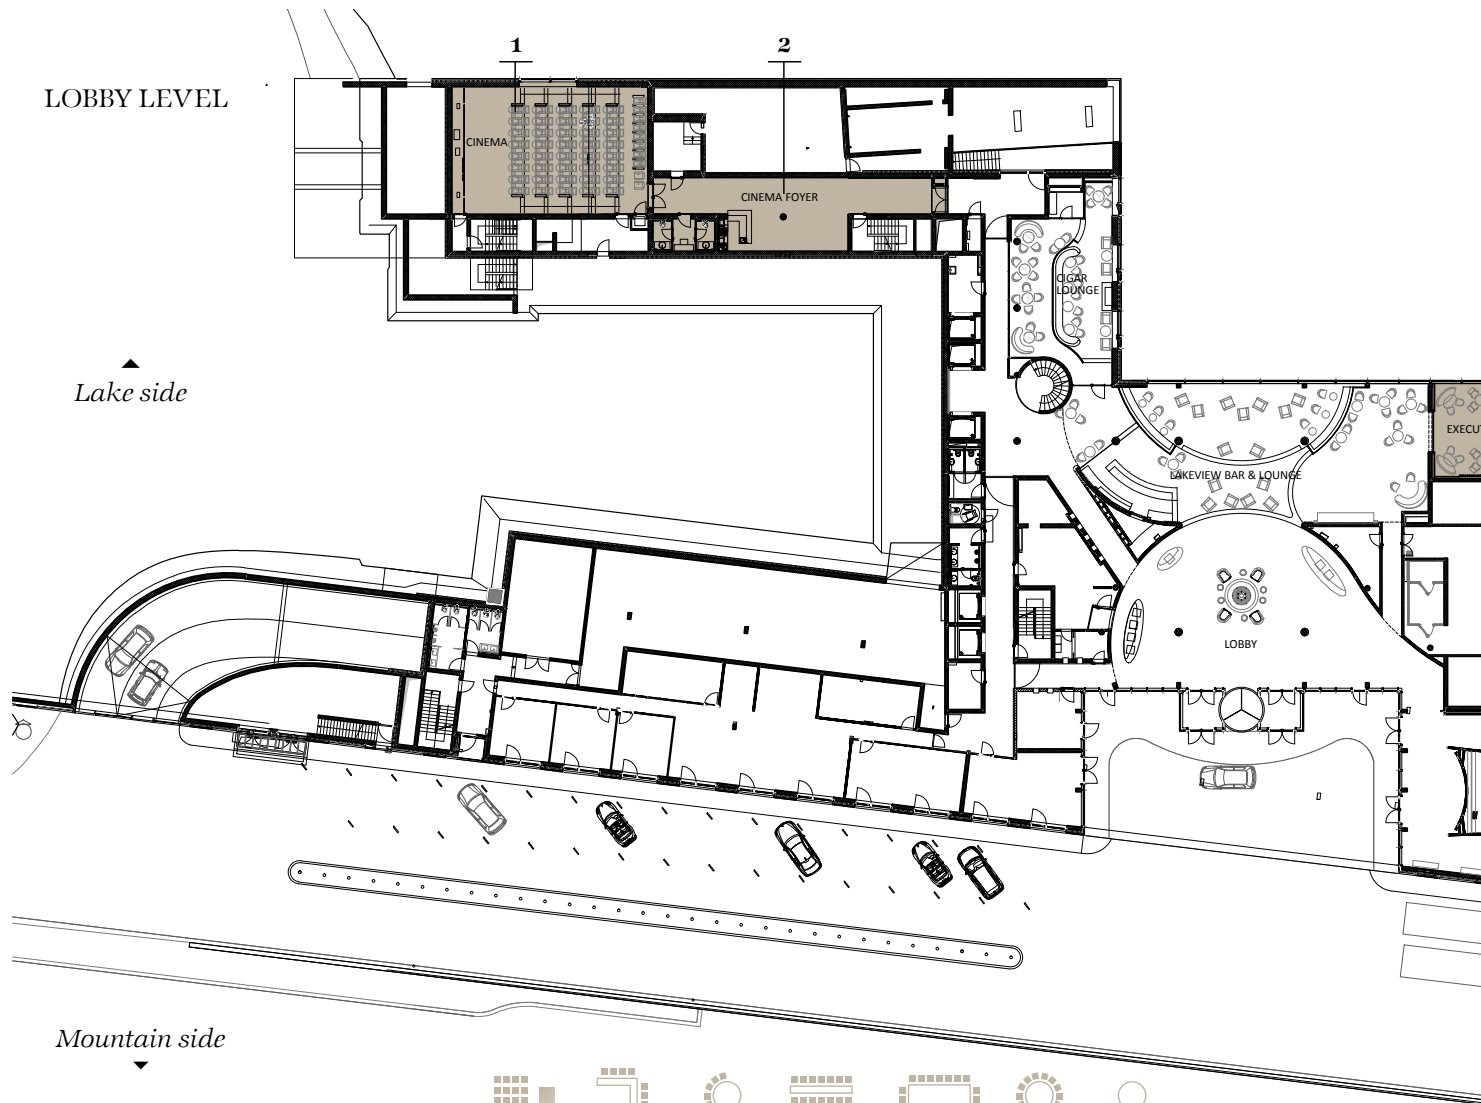 1
2
LOBBY LEVEL
CINEMA
CINEMA FOYER
CIGAR
LOUNGE
Lake side
EXECU
LAKEVIEW BAR & LOUNGE
LOBBY
Mountain side